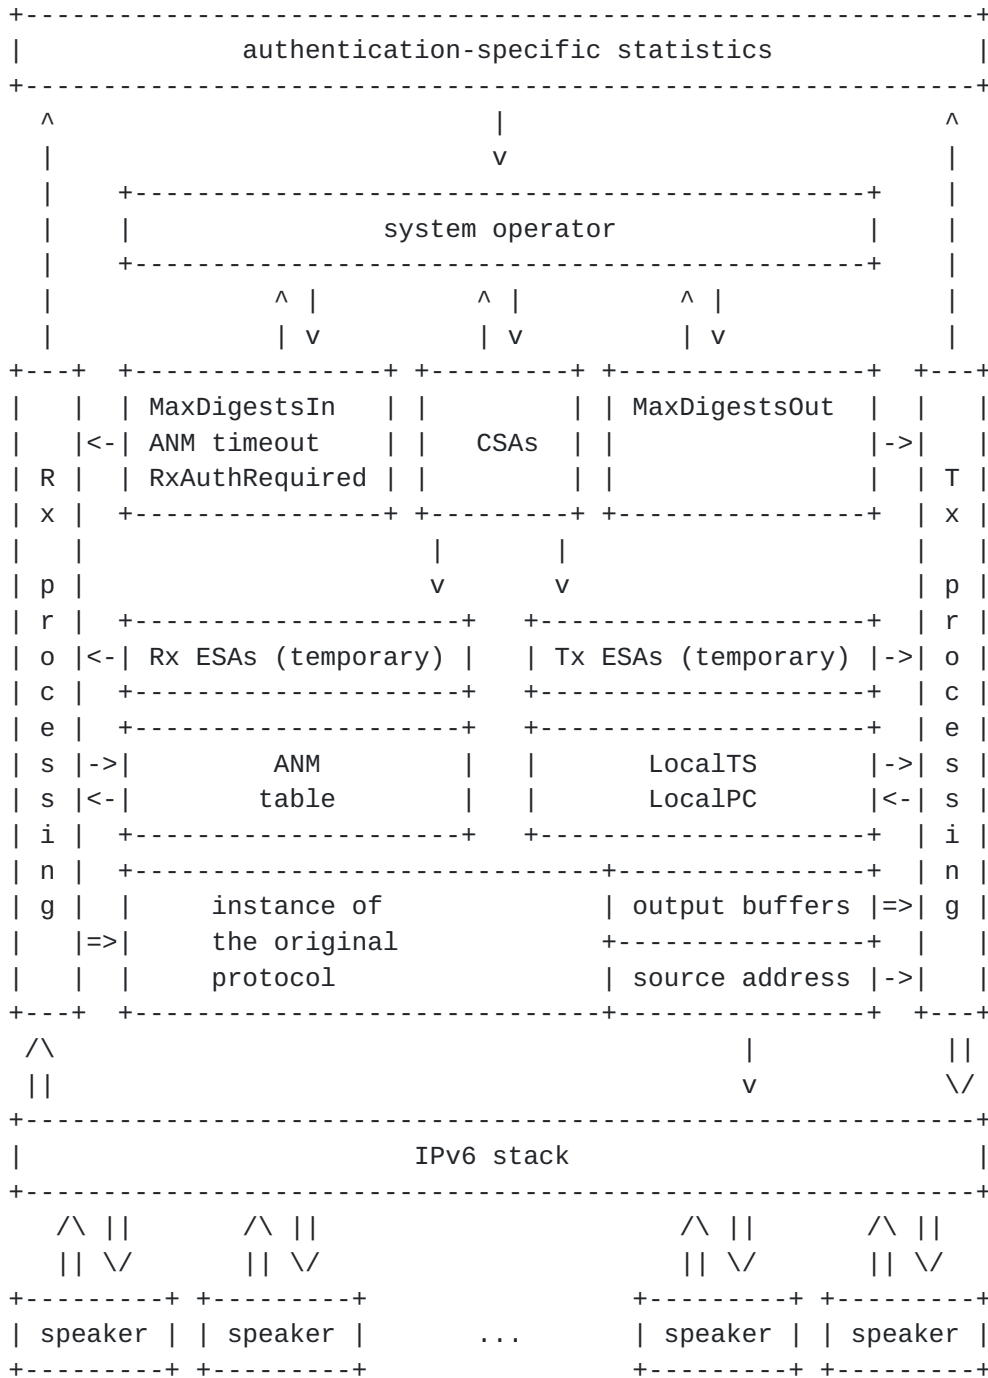 +-------------------------------------------------------------+
|              authentication-specific statistics             |
+-------------------------------------------------------------+
  ^                            |                            ^
  |                            v                            |
  |    +-----------------------------------------------+    |
  |    |                system operator                |    |
  |    +-----------------------------------------------+    |
  |              ^ |          ^ |          ^ |              |
  |              | v          | v          | v              |
+---+  +----------------+ +---------+ +----------------+  +---+
|   |  | MaxDigestsIn   | |         | | MaxDigestsOut  |  |   |
|   |<-| ANM timeout    | |   CSAs  | |                |->|   |
| R |  | RxAuthRequired | |         | |                |  | T |
| x |  +----------------+ +---------+ +----------------+  | x |
|   |                      |       |                      |   |
| p |                      v       v                      | p |
| r |  +---------------------+   +---------------------+  | r |
| o |<-| Rx ESAs (temporary) |   | Tx ESAs (temporary) |->| o |
| c |  +---------------------+   +---------------------+  | c |
| e |  +---------------------+   +---------------------+  | e |
| s |->|         ANM         |   |       LocalTS       |->| s |
| s |<-|        table        |   |       LocalPC       |<-| s |
| i |  +---------------------+   +---------------------+  | i |
| n |  +------------------------------+----------------+  | n |
| g |  |     instance of              | output buffers |=>| g |
|   |=>|     the original             +----------------+  |   |
|   |  |     protocol                 | source address |->|   |
+---+  +------------------------------+----------------+  +---+
 /\                                            |            ||
 ||                                            v            \/
+-------------------------------------------------------------+
|                         IPv6 stack                          |
+-------------------------------------------------------------+
   /\ ||       /\ ||                       /\ ||       /\ ||
   || \/       || \/                       || \/       || \/
+---------+ +---------+                 +---------+ +---------+
| speaker | | speaker |       ...       | speaker | | speaker |
+---------+ +---------+                 +---------+ +---------+